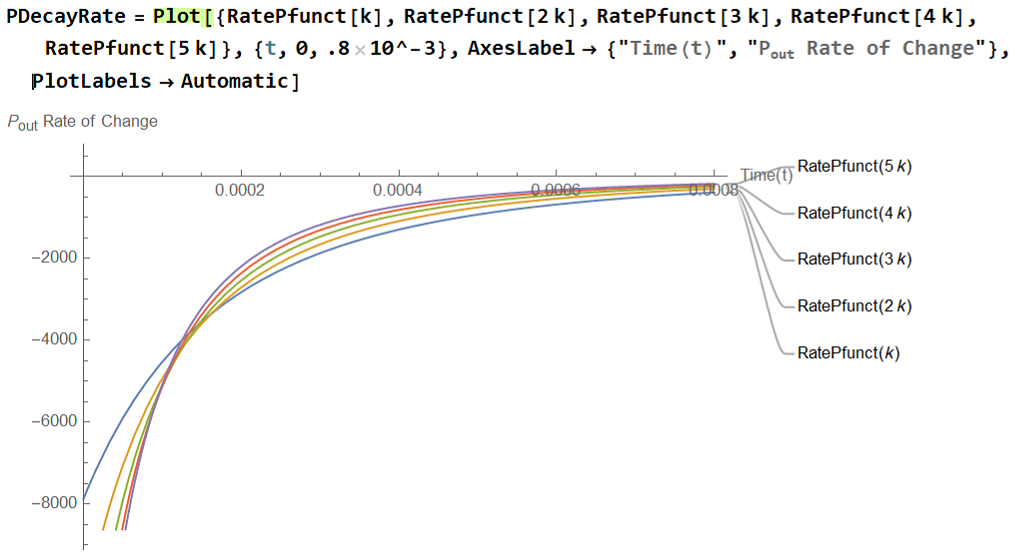 PDecayRate = Plot[{RatePfunct[k], RatePfunct[2 k], RatePfunct[3 k], RatePfunct[4 k],
RatePfunct[5 k]}, {t, 0, .8×10^-3}, AxesLabel → {"Time(t)", "Pout Rate of Change"},
PlotLabels → Automatic]
Pout Rate of Change
0.0002 0.0004 0.0006 0.0008 Time(t)
RatePfunct(5 k)
RatePfunct(4 k)
-2000
RatePfunct(3 k)
RatePfunct(2 k)
-4000
RatePfunct(k)
-6000
-8000